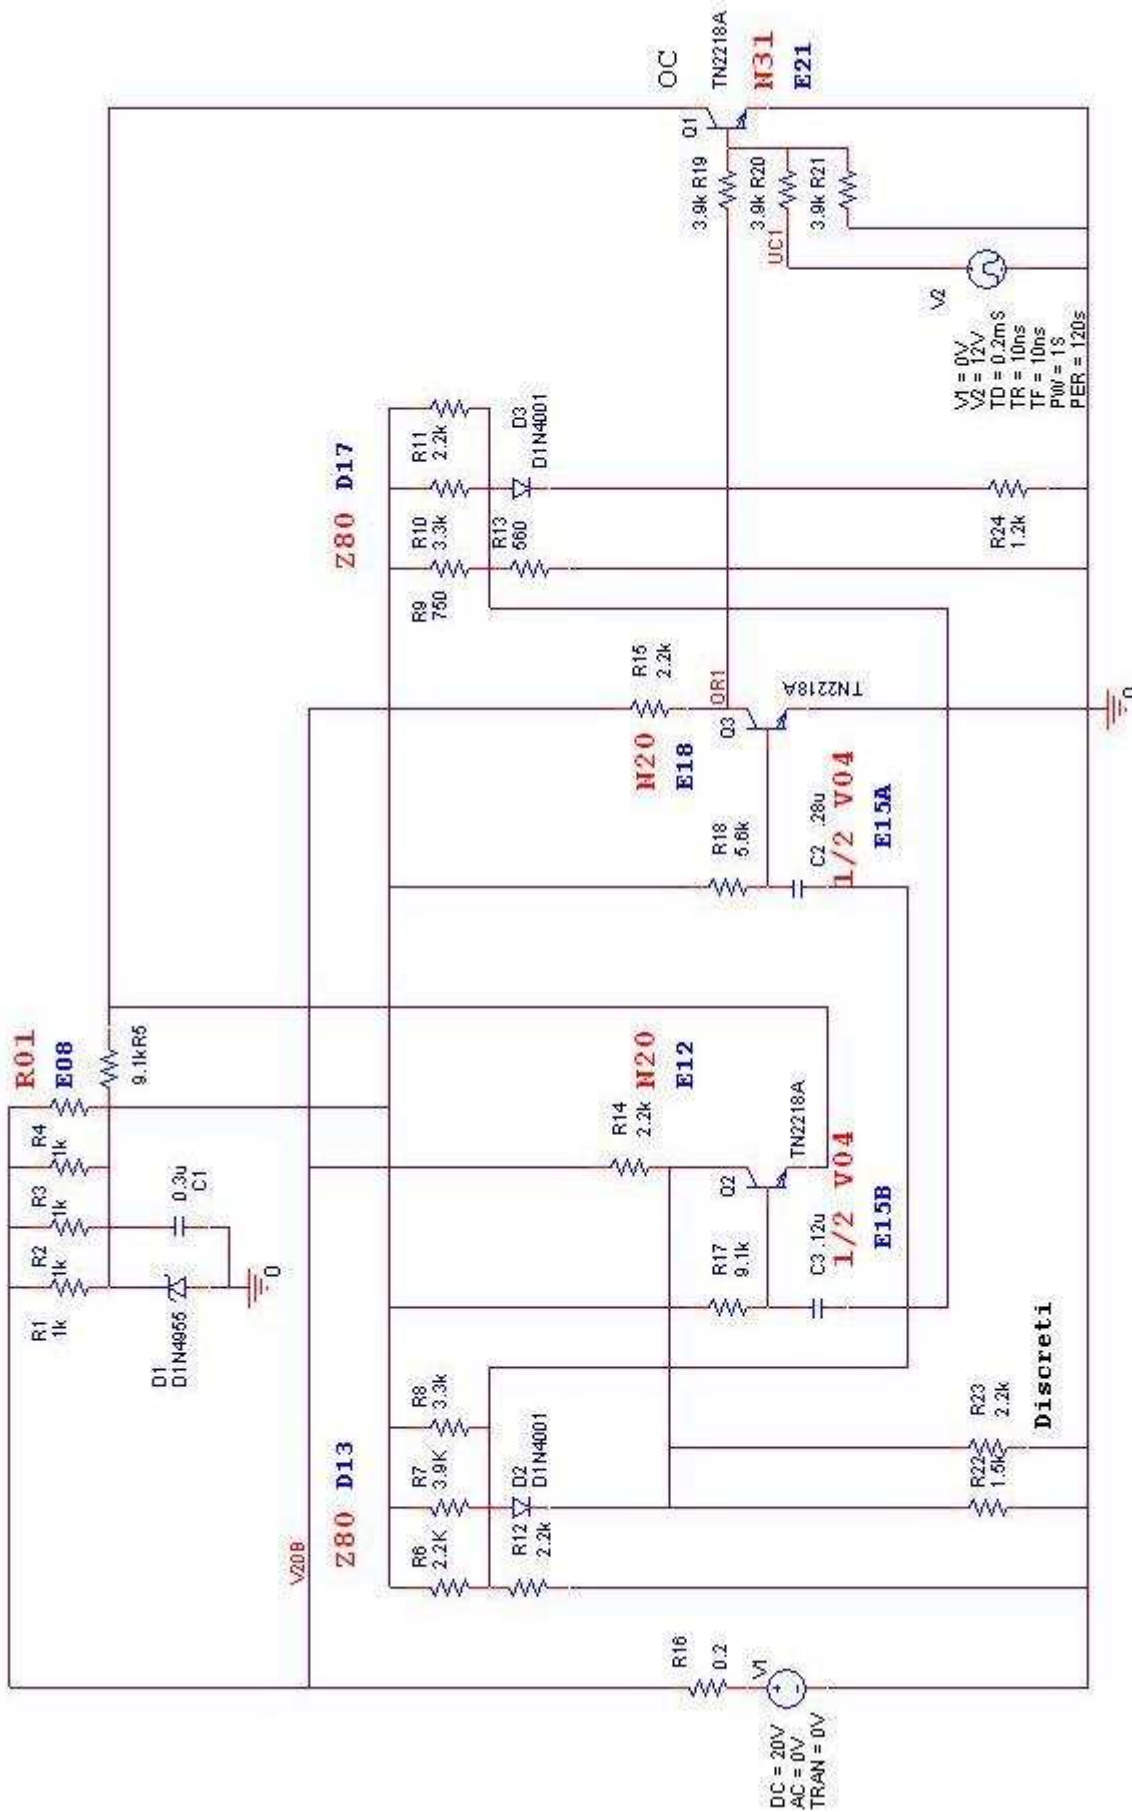 R01
E08
R1
1k
R2
1k
R3
1k
R4
1k
9.1kR5
0.3u
C1
D1
D1N4955
0
V20B
Z80 D13
R6
2.2K
R7
3.9K
R8
3.3k
R12
2.2k
D2
D1N4001
R14
2.2k
N20
E12
Q2
TN2218A
R17
9.1k
C3 .12u
1/2 V04
E15B
R15
2.2k
N20
E18
OR1
Q3
TN2218A
R18
5.6k
C2 .28u
1/2 V04
E15A
Z80 D17
R9
750
R10
3.3k
R11
2.2k
R13
560
D3
D1N4001
OC
Q1
TN2218A
N31
E21
3.9k R19
3.9k R20
3.9k R21
UC1
V2
V1 = 0V
V2 = 12V
TD = 0.2mS
TR = 10ns
TF = 10ns
PW = 1S
PER = 120s
R24
1.2k
R16
0.2
V1
DC = 20V
AC = 0V
TRAN = 0V
R22
1.5k
R23
2.2k
Discreti
0